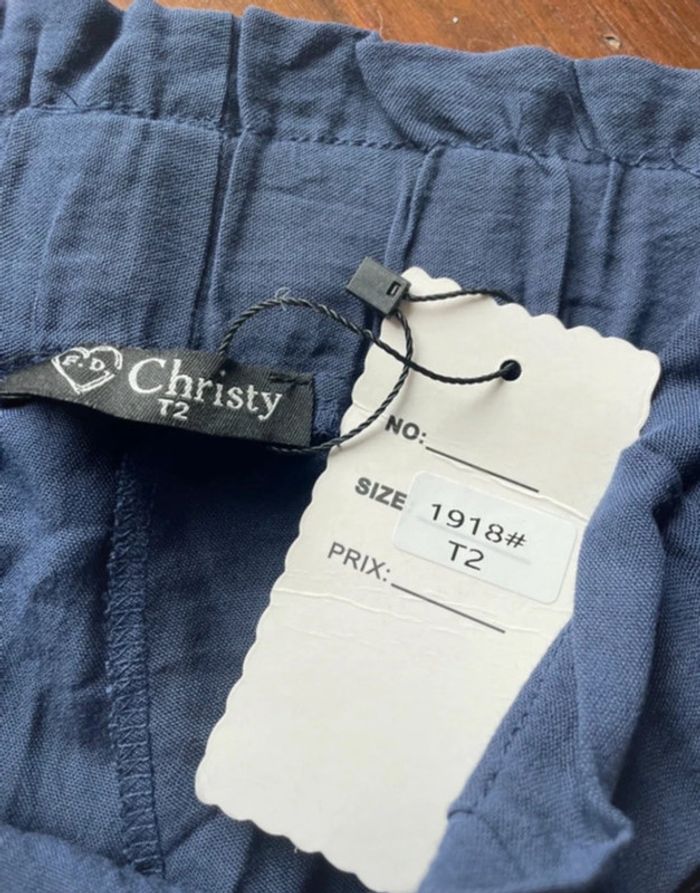 F.D.
Christy
T2
NO:
SIZE
1918#
T2
PRIX: